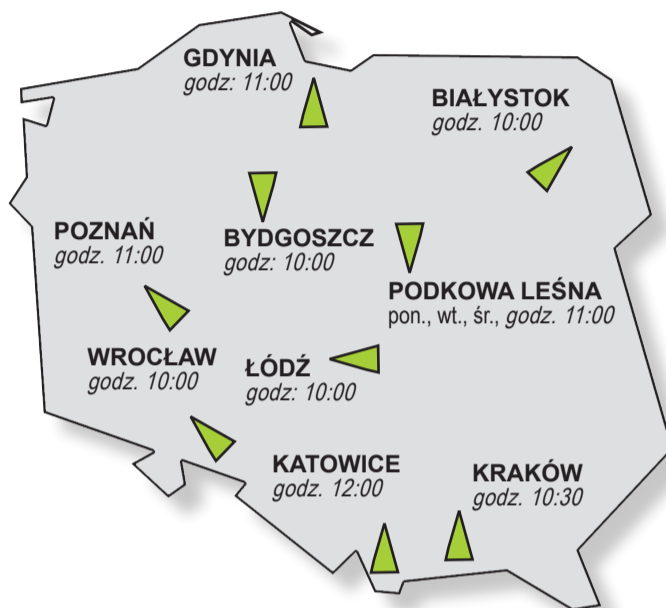 GDYNIA
godz: 11:00
BIAŁYSTOK
godz. 10:00
POZNAŃ
godz. 11:00
BYDGOSZCZ
godz: 10:00
PODKOWA LEŚNA
pon., wt., śr., godz. 11:00
WROCŁAW
godz. 10:00
ŁÓDŹ
godz: 10:00
KATOWICE
godz. 12:00
KRAKÓW
godz. 10:30